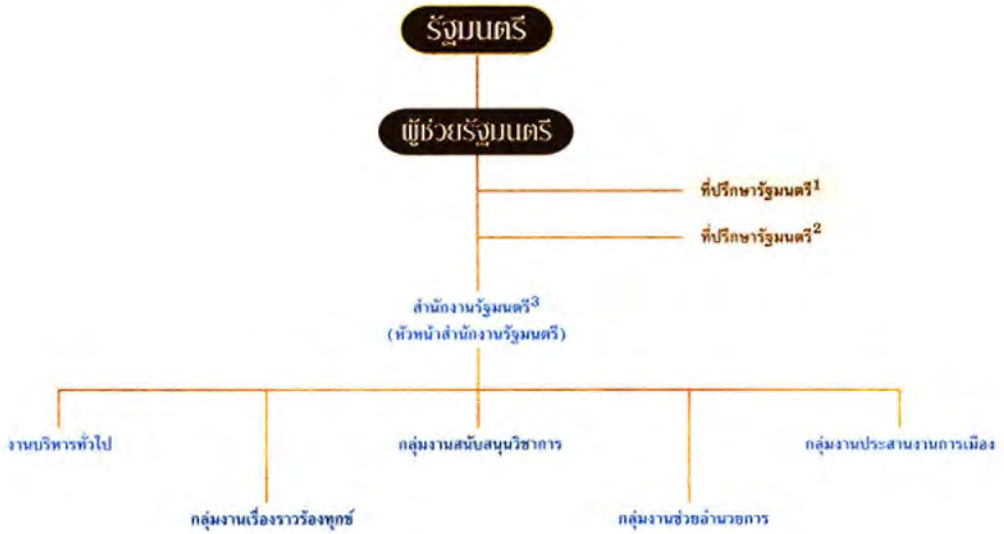 รัฐมนตรี
ผู้ช่วยรัฐมนตรี
ที่ปรึกษารัฐมนตรี1
ที่ปรึกษารัฐมนตรี2
สำนักงานรัฐมนตรี3
(หัวหน้าสำนักงานรัฐมนตรี)
งานบริหารทั่วไป
กลุ่มงานสนับสนุนวิชาการ
กลุ่มงานประสานงานการเมือง
กลุ่มงานเรื่องราวร้องทุกข์
กลุ่มงานช่วยอำนวยการ